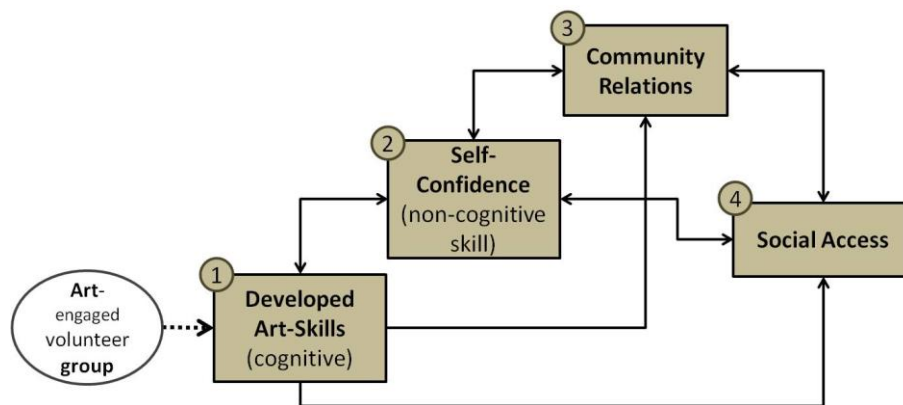 Art-
engaged
volunteer
group
1
Developed
Art-Skills
(cognitive)
2
Self-
Confidence
(non-cognitive
skill)
3
Community
Relations
4
Social Access